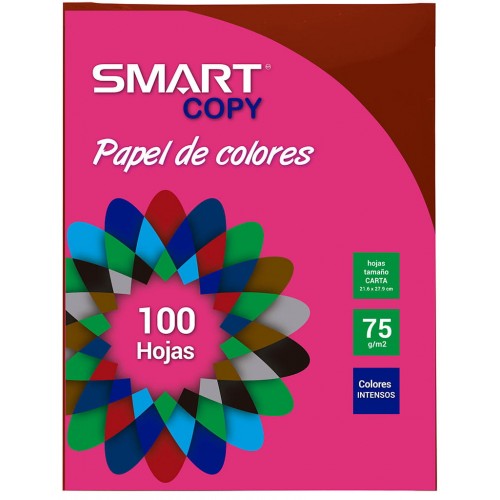 SMART
COPY
Papel de colores
100
Hojas
hojas
tamaño
CARTA
21.6 x 27.9 cm
75
g/m2
Colores
INTENSOS